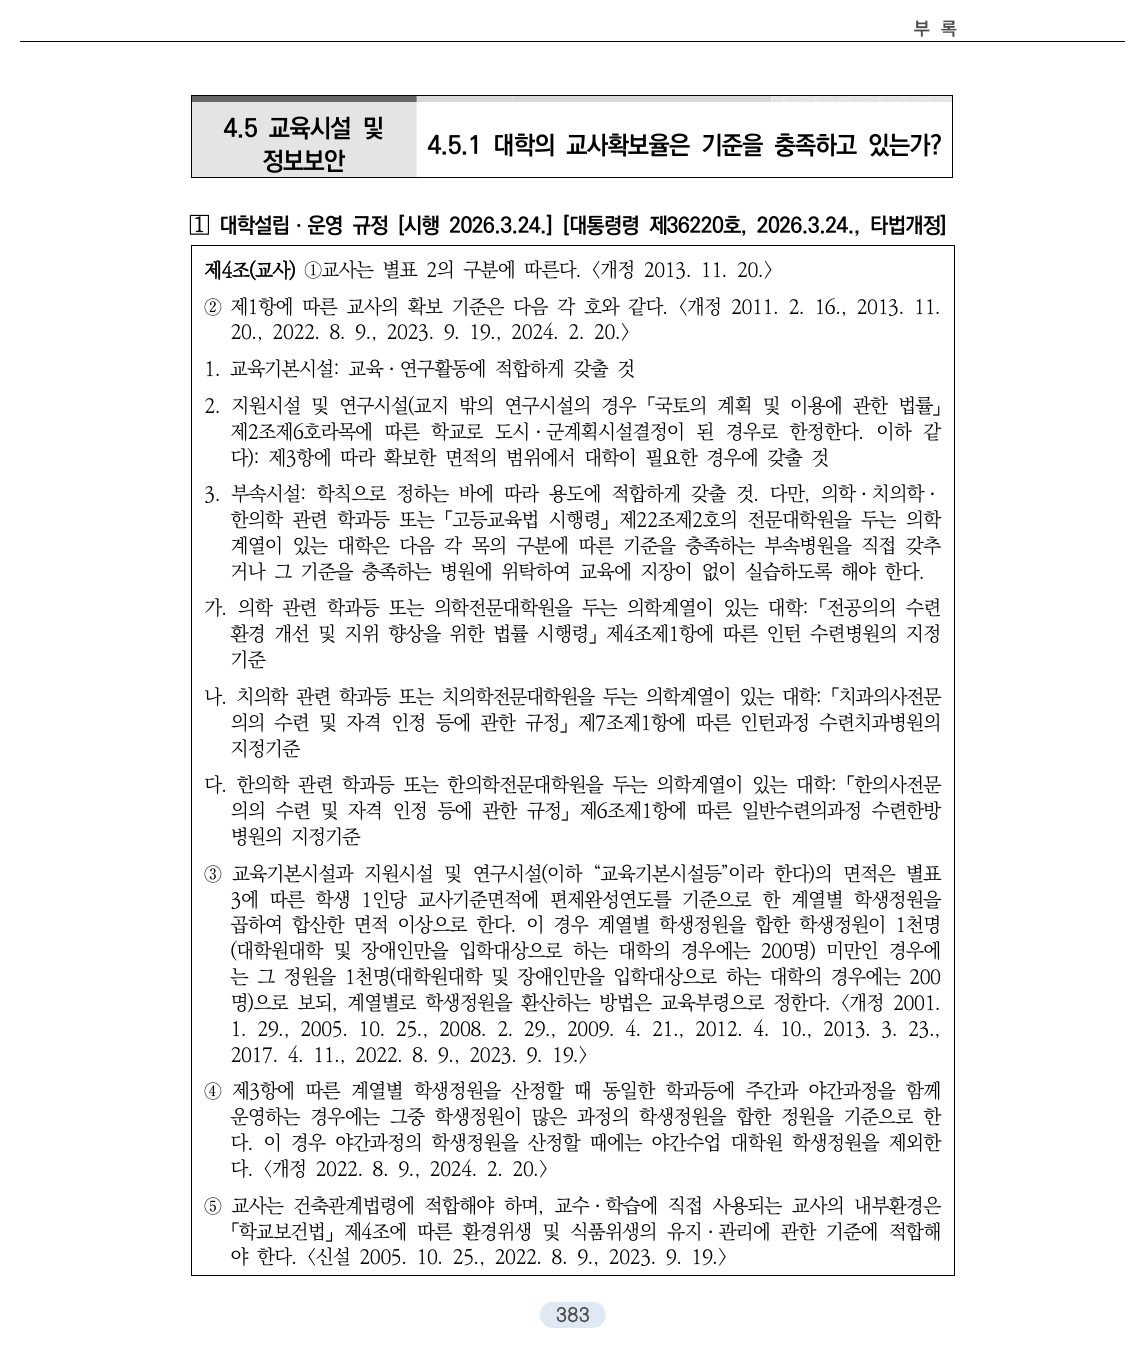 부 록
4.5 교육시설 및
정보보안
4.5.1 대학의 교사확보율은 기준을 충족하고 있는가?
1 대학설립·운영 규정 [시행 2026.3.24.] [대통령령 제36220호, 2026.3.24., 타법개정]
제4조(교사) ①교사는 별표 2의 구분에 따른다. 〈개정 2013. 11. 20.〉
② 제1항에 따른 교사의 확보 기준은 다음 각 호와 같다. 〈개정 2011. 2. 16., 2013. 11.
20., 2022. 8. 9., 2023. 9. 19., 2024. 2. 20.〉
1. 교육기본시설: 교육·연구활동에 적합하게 갖출 것
2. 지원시설 및 연구시설(교지 밖의 연구시설의 경우 「국토의 계획 및 이용에 관한 법률」
제2조제6호라목에 따른 학교로 도시·군계획시설결정이 된 경우로 한정한다. 이하 같
다): 제3항에 따라 확보한 면적의 범위에서 대학이 필요한 경우에 갖출 것
3. 부속시설: 학칙으로 정하는 바에 따라 용도에 적합하게 갖출 것. 다만, 의학·치의학·
한의학 관련 학과등 또는 「고등교육법 시행령」 제22조제2호의 전문대학원을 두는 의학
계열이 있는 대학은 다음 각 목의 구분에 따른 기준을 충족하는 부속병원을 직접 갖추
거나 그 기준을 충족하는 병원에 위탁하여 교육에 지장이 없이 실습하도록 해야 한다.
가. 의학 관련 학과등 또는 의학전문대학원을 두는 의학계열이 있는 대학: 「전공의의 수련
환경 개선 및 지위 향상을 위한 법률 시행령」 제4조제1항에 따른 인턴 수련병원의 지정
기준
나. 치의학 관련 학과등 또는 치의학전문대학원을 두는 의학계열이 있는 대학: 「치과의사전문
의의 수련 및 자격 인정 등에 관한 규정」 제7조제1항에 따른 인턴과정 수련치과병원의
지정기준
다. 한의학 관련 학과등 또는 한의학전문대학원을 두는 의학계열이 있는 대학: 「한의사전문
의의 수련 및 자격 인정 등에 관한 규정」 제6조제1항에 따른 일반수련의과정 수련한방
병원의 지정기준
③ 교육기본시설과 지원시설 및 연구시설(이하 “교육기본시설등”이라 한다)의 면적은 별표
3에 따른 학생 1인당 교사기준면적에 편제완성연도를 기준으로 한 계열별 학생정원을
곱하여 합산한 면적 이상으로 한다. 이 경우 계열별 학생정원을 합한 학생정원이 1천명
(대학원대학 및 장애인만을 입학대상으로 하는 대학의 경우에는 200명) 미만인 경우에
는 그 정원을 1천명(대학원대학 및 장애인만을 입학대상으로 하는 대학의 경우에는 200
명)으로 보되, 계열별로 학생정원을 환산하는 방법은 교육부령으로 정한다. 〈개정 2001.
1. 29., 2005. 10. 25., 2008. 2. 29., 2009. 4. 21., 2012. 4. 10., 2013. 3. 23.,
2017. 4. 11., 2022. 8. 9., 2023. 9. 19.〉
④ 제3항에 따른 계열별 학생정원을 산정할 때 동일한 학과등에 주간과 야간과정을 함께
운영하는 경우에는 그중 학생정원이 많은 과정의 학생정원을 합한 정원을 기준으로 한
다. 이 경우 야간과정의 학생정원을 산정할 때에는 야간수업 대학원 학생정원을 제외한
다. 〈개정 2022. 8. 9., 2024. 2. 20.〉
⑤ 교사는 건축관계법령에 적합해야 하며, 교수·학습에 직접 사용되는 교사의 내부환경은
「학교보건법」 제4조에 따른 환경위생 및 식품위생의 유지·관리에 관한 기준에 적합해
야 한다. 〈신설 2005. 10. 25., 2022. 8. 9., 2023. 9. 19.〉
383